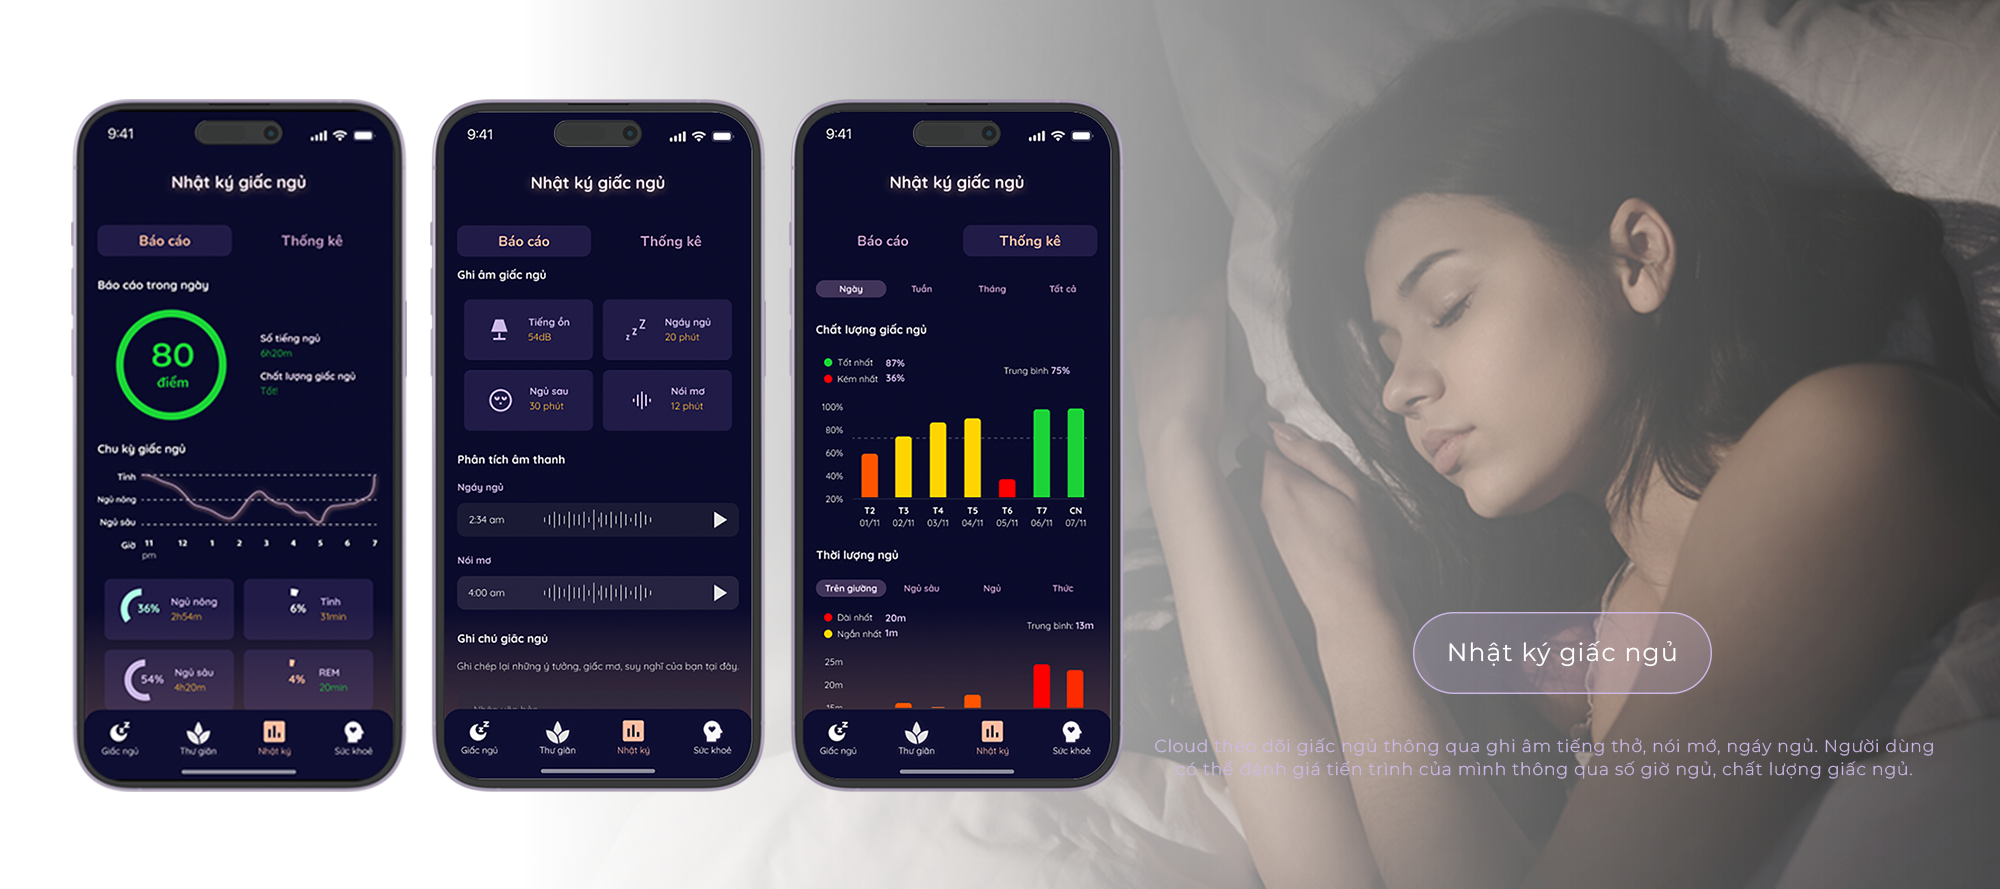 9:41
Nhật ký giấc ngủ
Báo cáo
Thống kê
Báo cáo trong ngày
80
điểm
Số tiếng ngủ
6h20m
Chất lượng giấc ngủ
Tốt!
Chu kỳ giấc ngủ
Tỉnh
Ngủ nông
Ngủ sâu
Giờ 11 12 1 2 3 4 5 6 7
pm
36% Ngủ nông
2h54m
6% Tỉnh
31min
54% Ngủ sâu
4h20m
4% REM
20min
Giấc ngủ
Thư giãn
Nhật ký
Sức khoẻ
9:41
Nhật ký giấc ngủ
Báo cáo
Thống kê
Ghi âm giấc ngủ
Tiếng ồn
54dB
Ngáy ngủ
20 phút
Ngủ sau
30 phút
Nói mơ
12 phút
Phân tích âm thanh
Ngáy ngủ
2:34 am
Nói mơ
4:00 am
Ghi chú giấc ngủ
Ghi chép lại những ý tưởng, giấc mơ, suy nghĩ của bạn tại đây.
Giấc ngủ
Thư giãn
Nhật ký
Sức khoẻ
9:41
Nhật ký giấc ngủ
Báo cáo
Thống kê
Ngày
Tuần
Tháng
Tất cả
Chất lượng giấc ngủ
Tốt nhất 87%
Kém nhất 36%
Trung bình 75%
100%
80%
60%
40%
20%
T2 T3 T4 T5 T6 T7 CN
01/11 02/11 03/11 04/11 05/11 06/11 07/11
Thời lượng ngủ
Trên giường
Ngủ sâu
Ngủ
Thức
Dài nhất 20m
Ngắn nhất 1m
Trung bình: 13m
25m
20m
15m
Giấc ngủ
Thư giãn
Nhật ký
Sức khoẻ
Nhật ký giấc ngủ
Cloud theo dõi giấc ngủ thông qua ghi âm tiếng thở, nói mớ, ngáy ngủ. Người dùng
có thể đánh giá tiến trình của mình thông qua số giờ ngủ, chất lượng giấc ngủ.